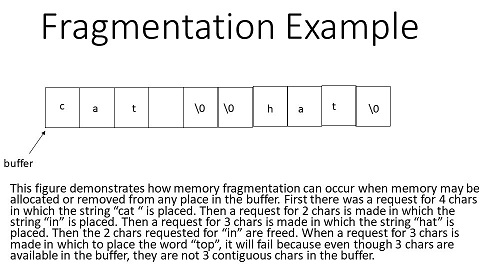 Fragmentation Example
c a t \0 \0 h a t \0
buffer
This figure demonstrates how memory fragmentation can occur when memory may be
allocated or removed from any place in the buffer. First there was a request for 4 chars
in which the string “cat “ is placed. Then a request for 2 chars is made in which the
string “in” is placed. Then a request for 3 chars is made in which the string “hat” is
placed. Then the 2 chars requested for “in” are freed. When a request for 3 chars is
made in which to place the word “top”, it will fail because even though 3 chars are
available in the buffer, they are not 3 contiguous chars in the buffer.